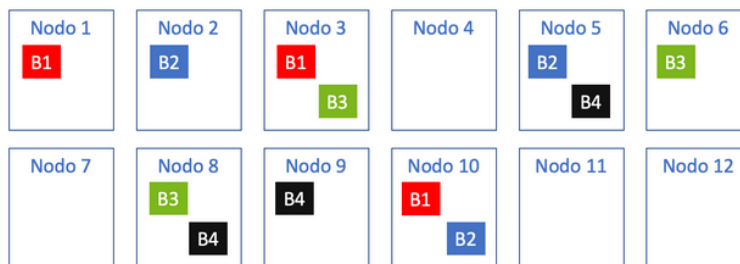 Nodo 1 Nodo 2 Nodo 3 Nodo 4 Nodo 5 Nodo 6
B1 B2 B1 B2 B3
B3 B4
Nodo 7 Nodo 8 Nodo 9 Nodo 10 Nodo 11 Nodo 12
B3 B4 B1
B4 B2